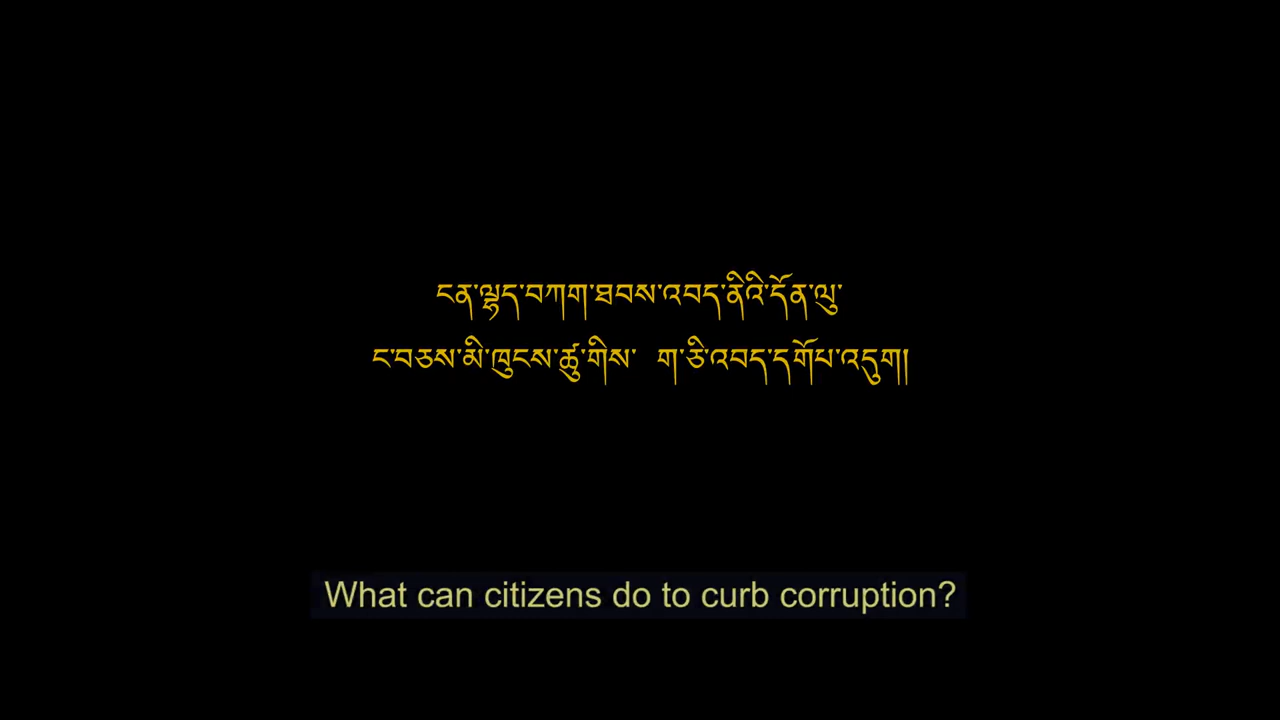 ངན་ལྷད་བཀག་ཐབས་འབད་ནིའི་དོན་ལུ་
ང་བཅས་མི་ཁུངས་ཚུ་གིས་ ག་ཅི་འབད་དགོཔ་འདུག།
What can citizens do to curb corruption?